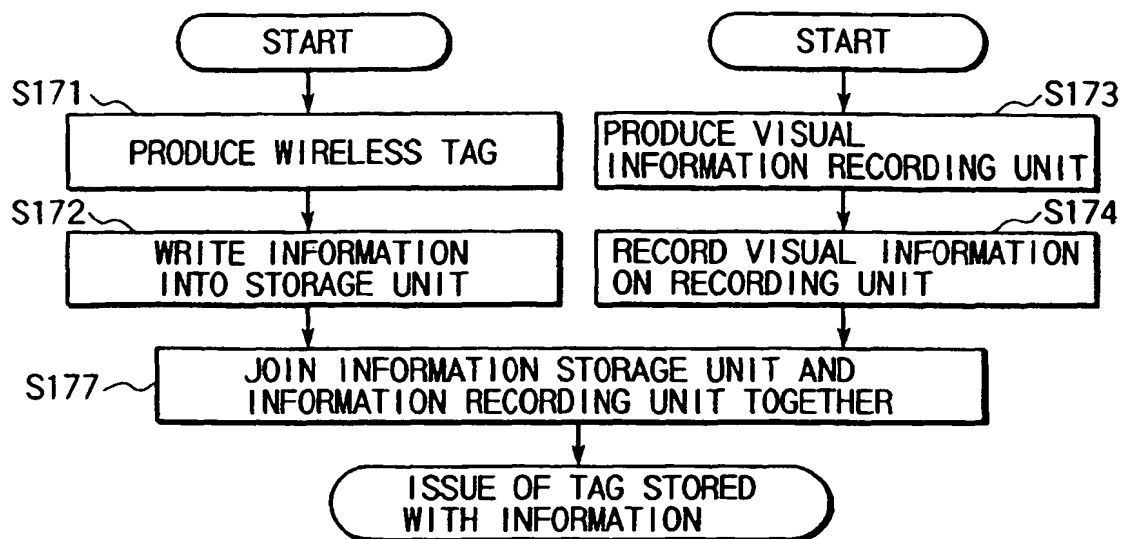 START
START
S171
S173
PRODUCE WIRELESS TAG
PRODUCE VISUAL
INFORMATION RECORDING UNIT
S172
S174
WRITE INFORMATION
INTO STORAGE UNIT
RECORD VISUAL INFORMATION
ON RECORDING UNIT
S177
JOIN INFORMATION STORAGE UNIT AND
INFORMATION RECORDING UNIT TOGETHER
ISSUE OF TAG STORED
WITH INFORMATION